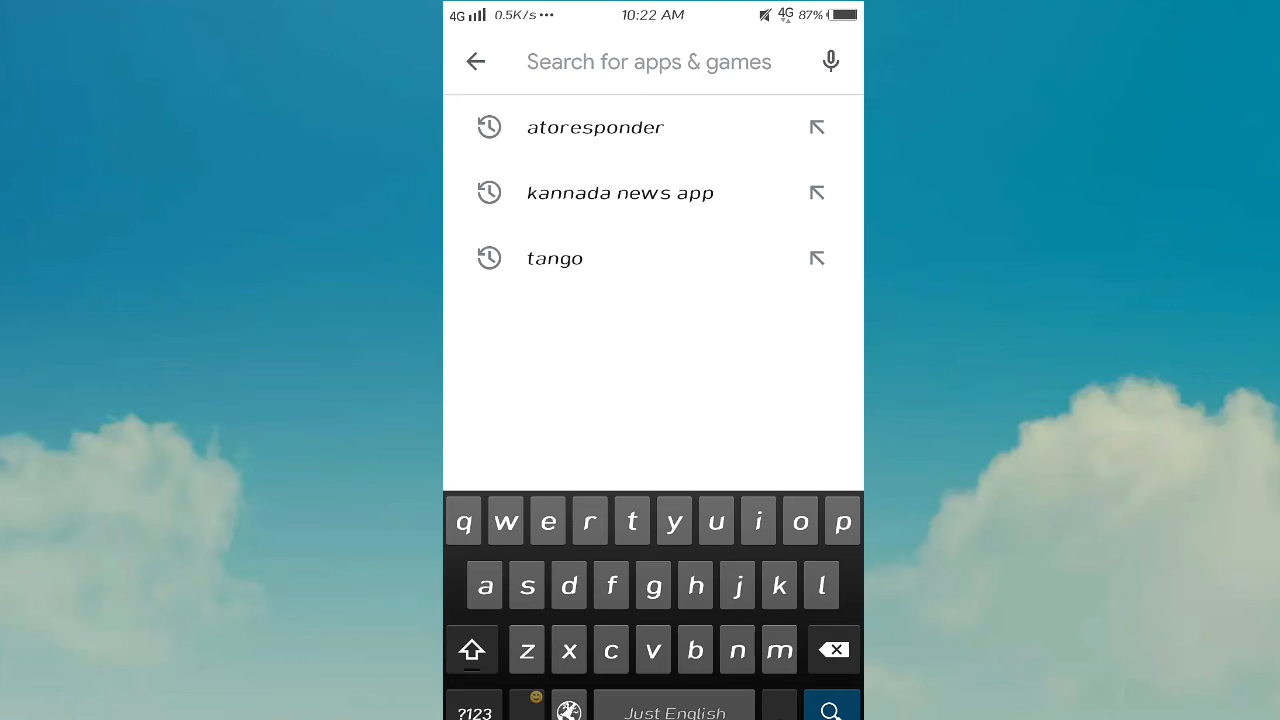 4G 0.5K/s ••• 10:22 AM 4G 87%
Search for apps & games
atoresponder
kannada news app
tango
q w e r t y u i o p
a s d f g h j k l
z x c v b n m
?123 Just English .